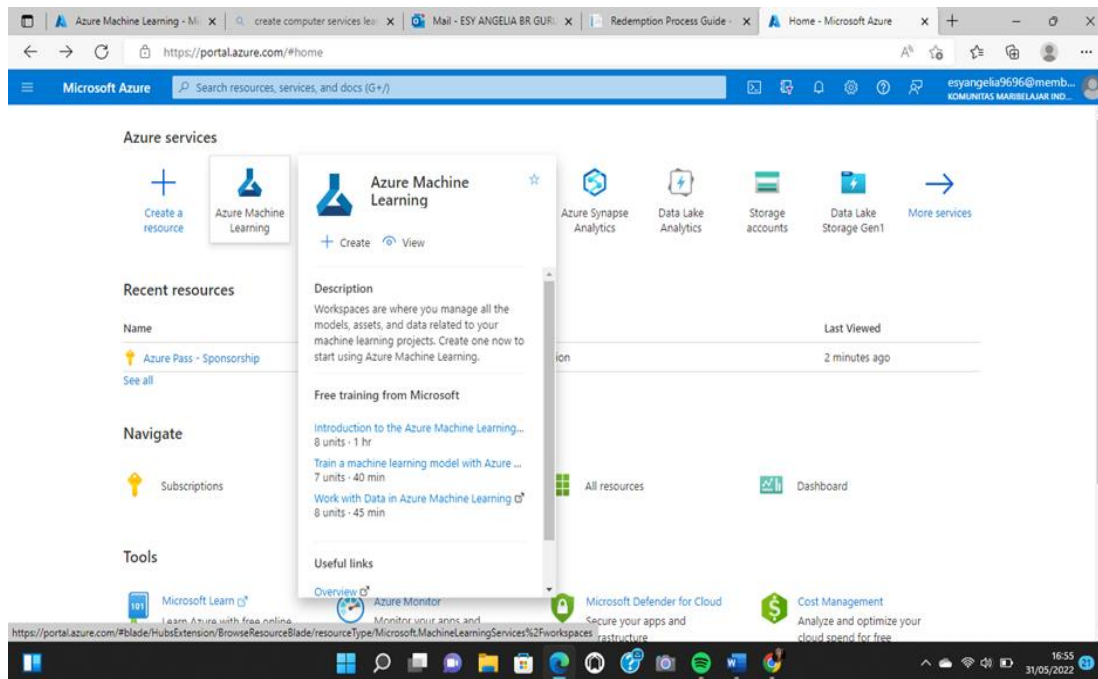 Azure Machine Learning - Mi
create computer services lea
Mail - ESY ANGELIA BR GURU
Redemption Process Guide -
Home - Microsoft Azure
https://portal.azure.com/#home
Microsoft Azure
Search resources, services, and docs (G+/)
esyangelia9696@memb...
KOMUNITAS MARIBELAJAR IND...
Azure services
Create a
resource
Azure Machine
Learning
Azure Synapse
Analytics
Data Lake
Analytics
Storage
accounts
Data Lake
Storage Gen1
More services
Azure Machine
Learning
Create
View
Description
Workspaces are where you manage all the
models, assets, and data related to your
machine learning projects. Create one now to
start using Azure Machine Learning.
Free training from Microsoft
Introduction to the Azure Machine Learning...
8 units · 1 hr
Train a machine learning model with Azure ...
7 units · 40 min
Work with Data in Azure Machine Learning
8 units · 45 min
Useful links
Overview
Recent resources
Name
Last Viewed
Azure Pass - Sponsorship
ion
2 minutes ago
See all
Navigate
Subscriptions
All resources
Dashboard
Tools
101
Microsoft Learn
Learn Azure with free online
Azure Monitor
Monitor your apps and
Microsoft Defender for Cloud
Secure your apps and
rastructure
Cost Management
Analyze and optimize your
cloud spend for free
https://portal.azure.com/#blade/HubsExtension/BrowseResourceBlade/resourceType/Microsoft.MachineLearningServices%2Fworkspaces
16:55
31/05/2022